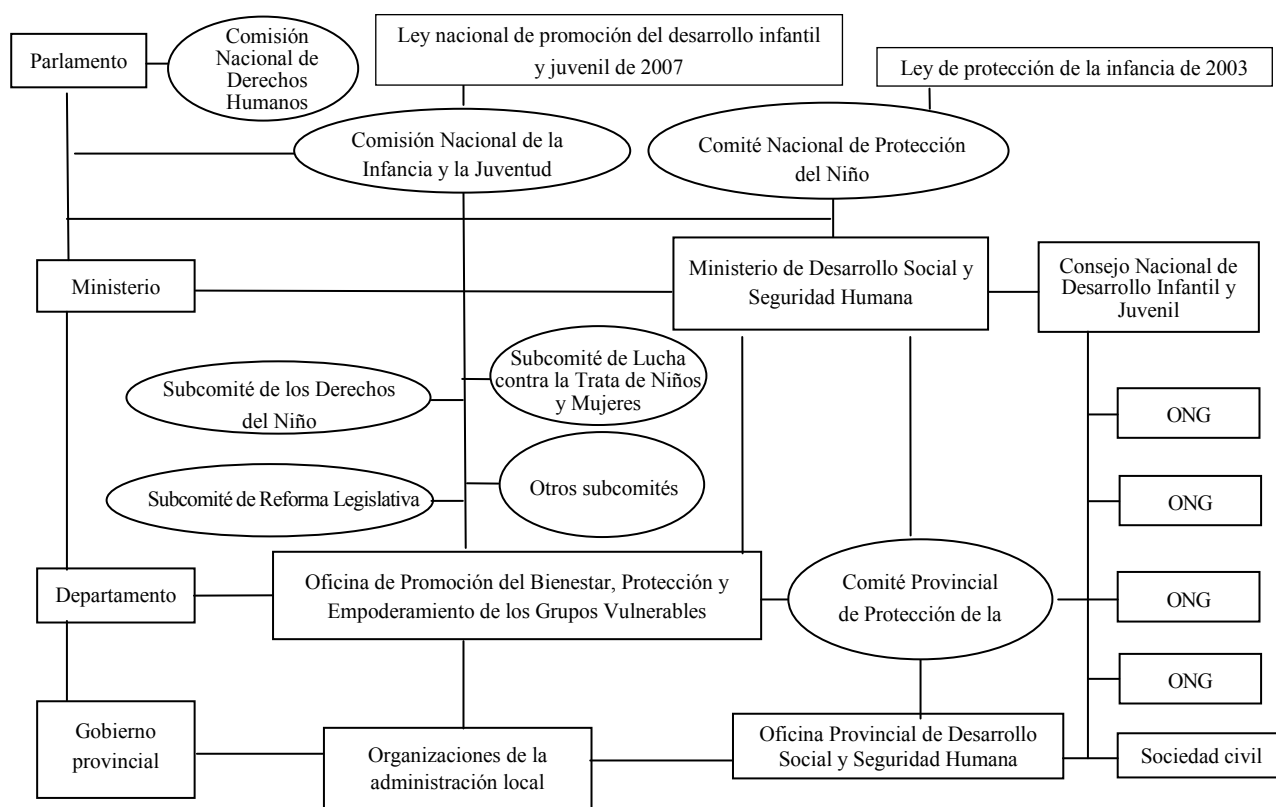 Parlamento
Comisión
Nacional de
Derechos
Humanos
Ley nacional de promoción del desarrollo infantil
y juvenil de 2007
Ley de protección de la infancia de 2003
Comisión Nacional de la
Infancia y la Juventud
Comité Nacional de Protección
del Niño
Ministerio
Ministerio de Desarrollo Social y
Seguridad Humana
Consejo Nacional de
Desarrollo Infantil y
Juvenil
Subcomité de los Derechos
del Niño
Subcomité de Lucha
contra la Trata de Niños
y Mujeres
ONG
Subcomité de Reforma Legislativa
Otros subcomités
ONG
Departamento
Oficina de Promoción del Bienestar, Protección y
Empoderamiento de los Grupos Vulnerables
Comité Provincial
de Protección de la
ONG
ONG
Gobierno
provincial
Organizaciones de la
administración local
Oficina Provincial de Desarrollo
Social y Seguridad Humana
Sociedad civil